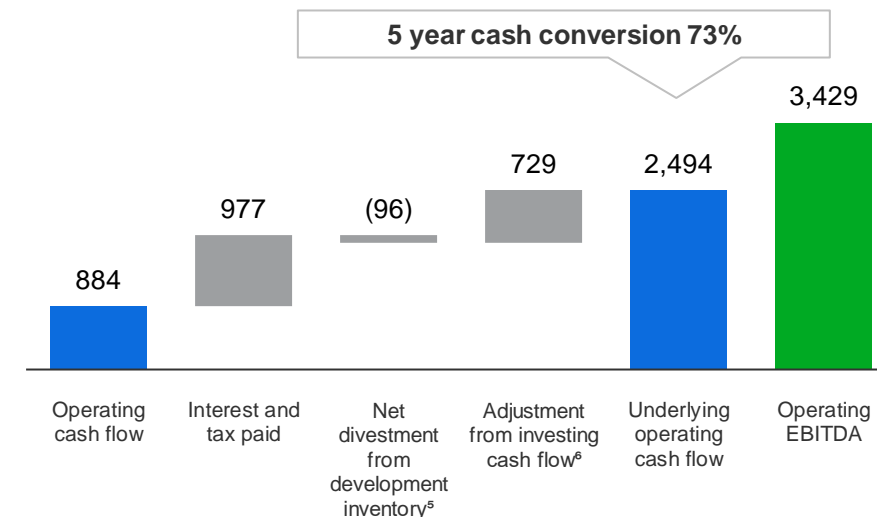 5 year cash conversion 73%
3,429
729
2,494
977
(96)
884
Operating
cash flow
Interest and
tax paid
Net
divestment
from
development
inventory⁵
Adjustment
from investing
cash flow⁶
Underlying
operating
cash flow
Operating
EBITDA